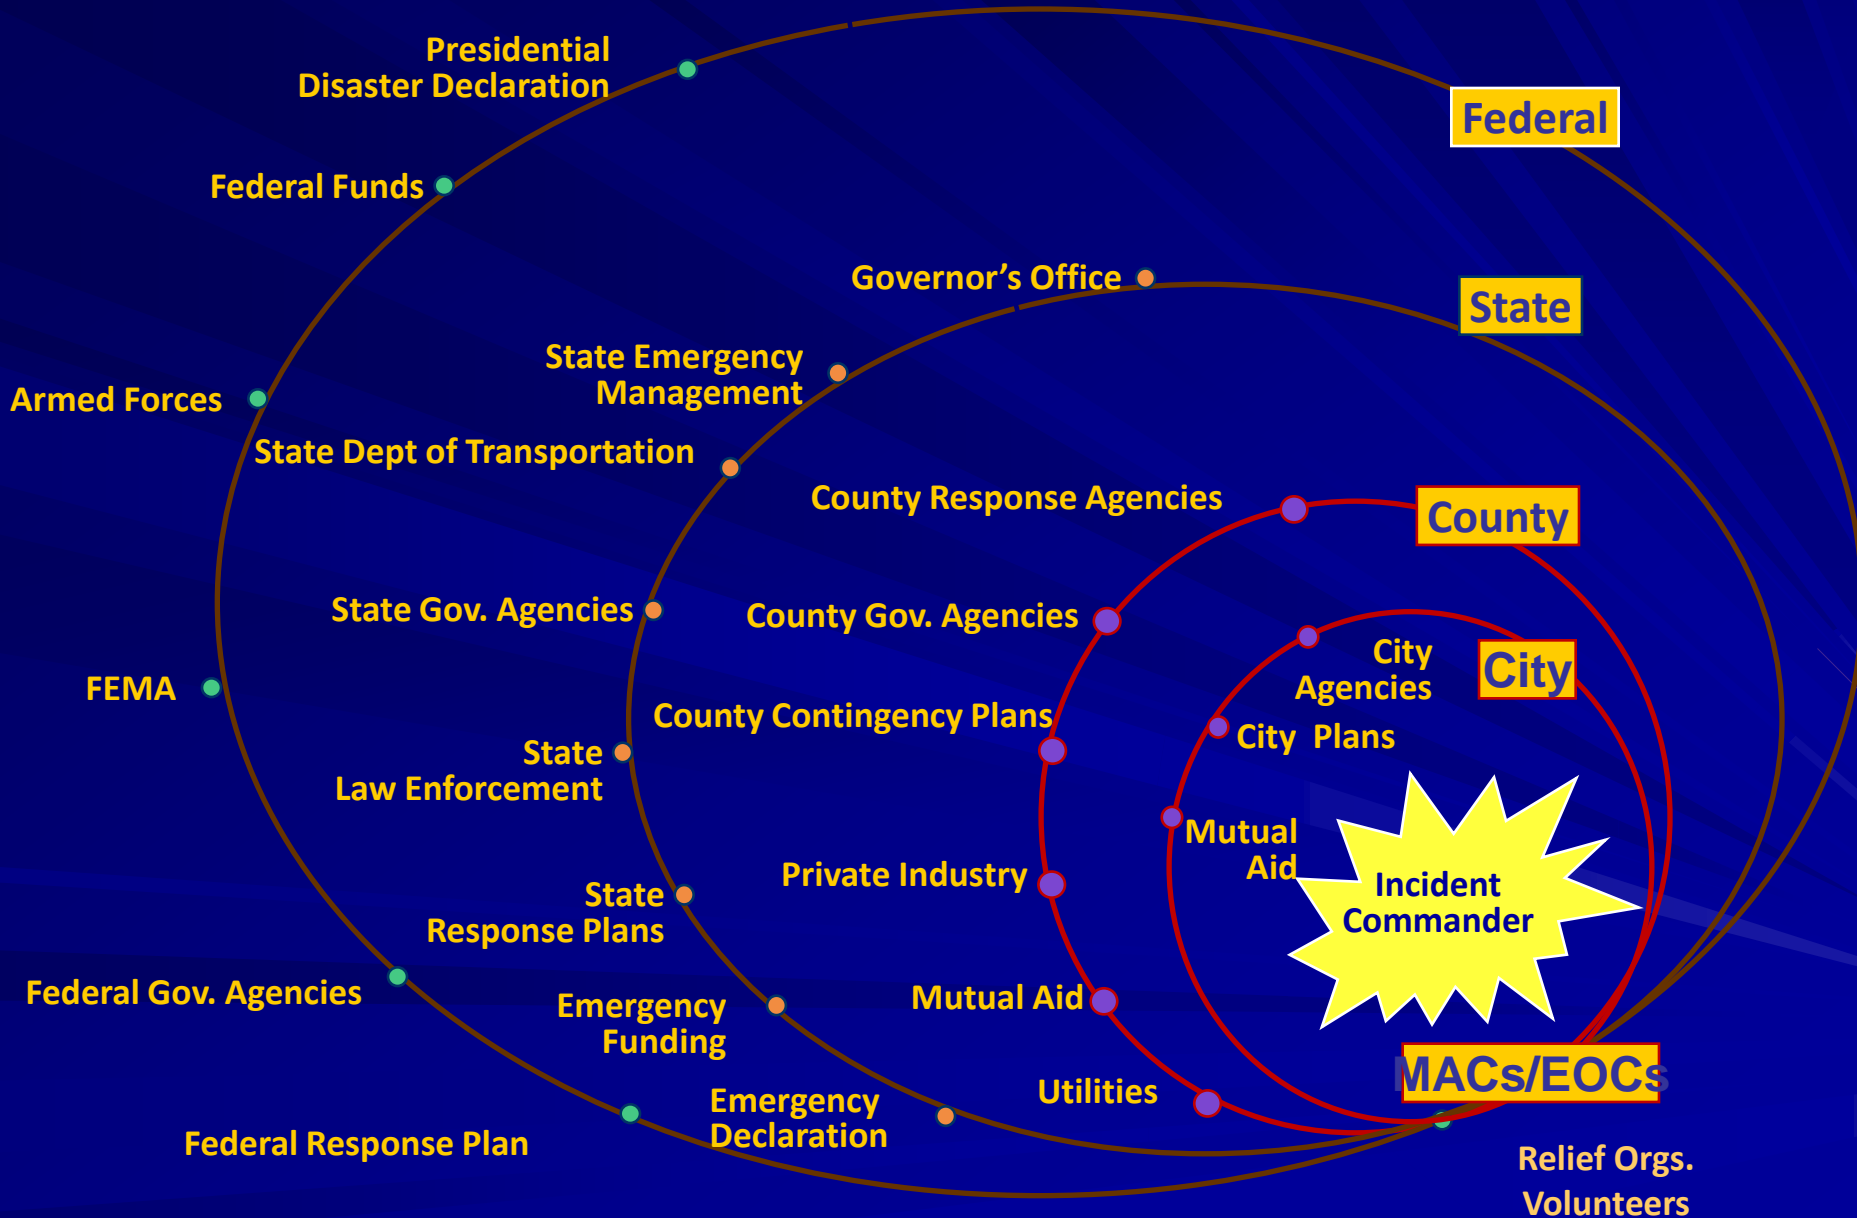 Presidential
Disaster Declaration
Federal
Federal Funds
Governor’s Office
State
State Emergency
Management
Armed Forces
State Dept of Transportation
County Response Agencies
County
State Gov. Agencies
County Gov. Agencies
City
Agencies
City
FEMA
County Contingency Plans
City  Plans
State
Law Enforcement
Mutual
Aid
Private Industry
Incident
Commander
State
Response Plans
Federal Gov. Agencies
Emergency
Funding
Mutual Aid
MACs/EOCs
Utilities
Emergency
Declaration
Federal Response Plan
Relief Orgs.
Volunteers